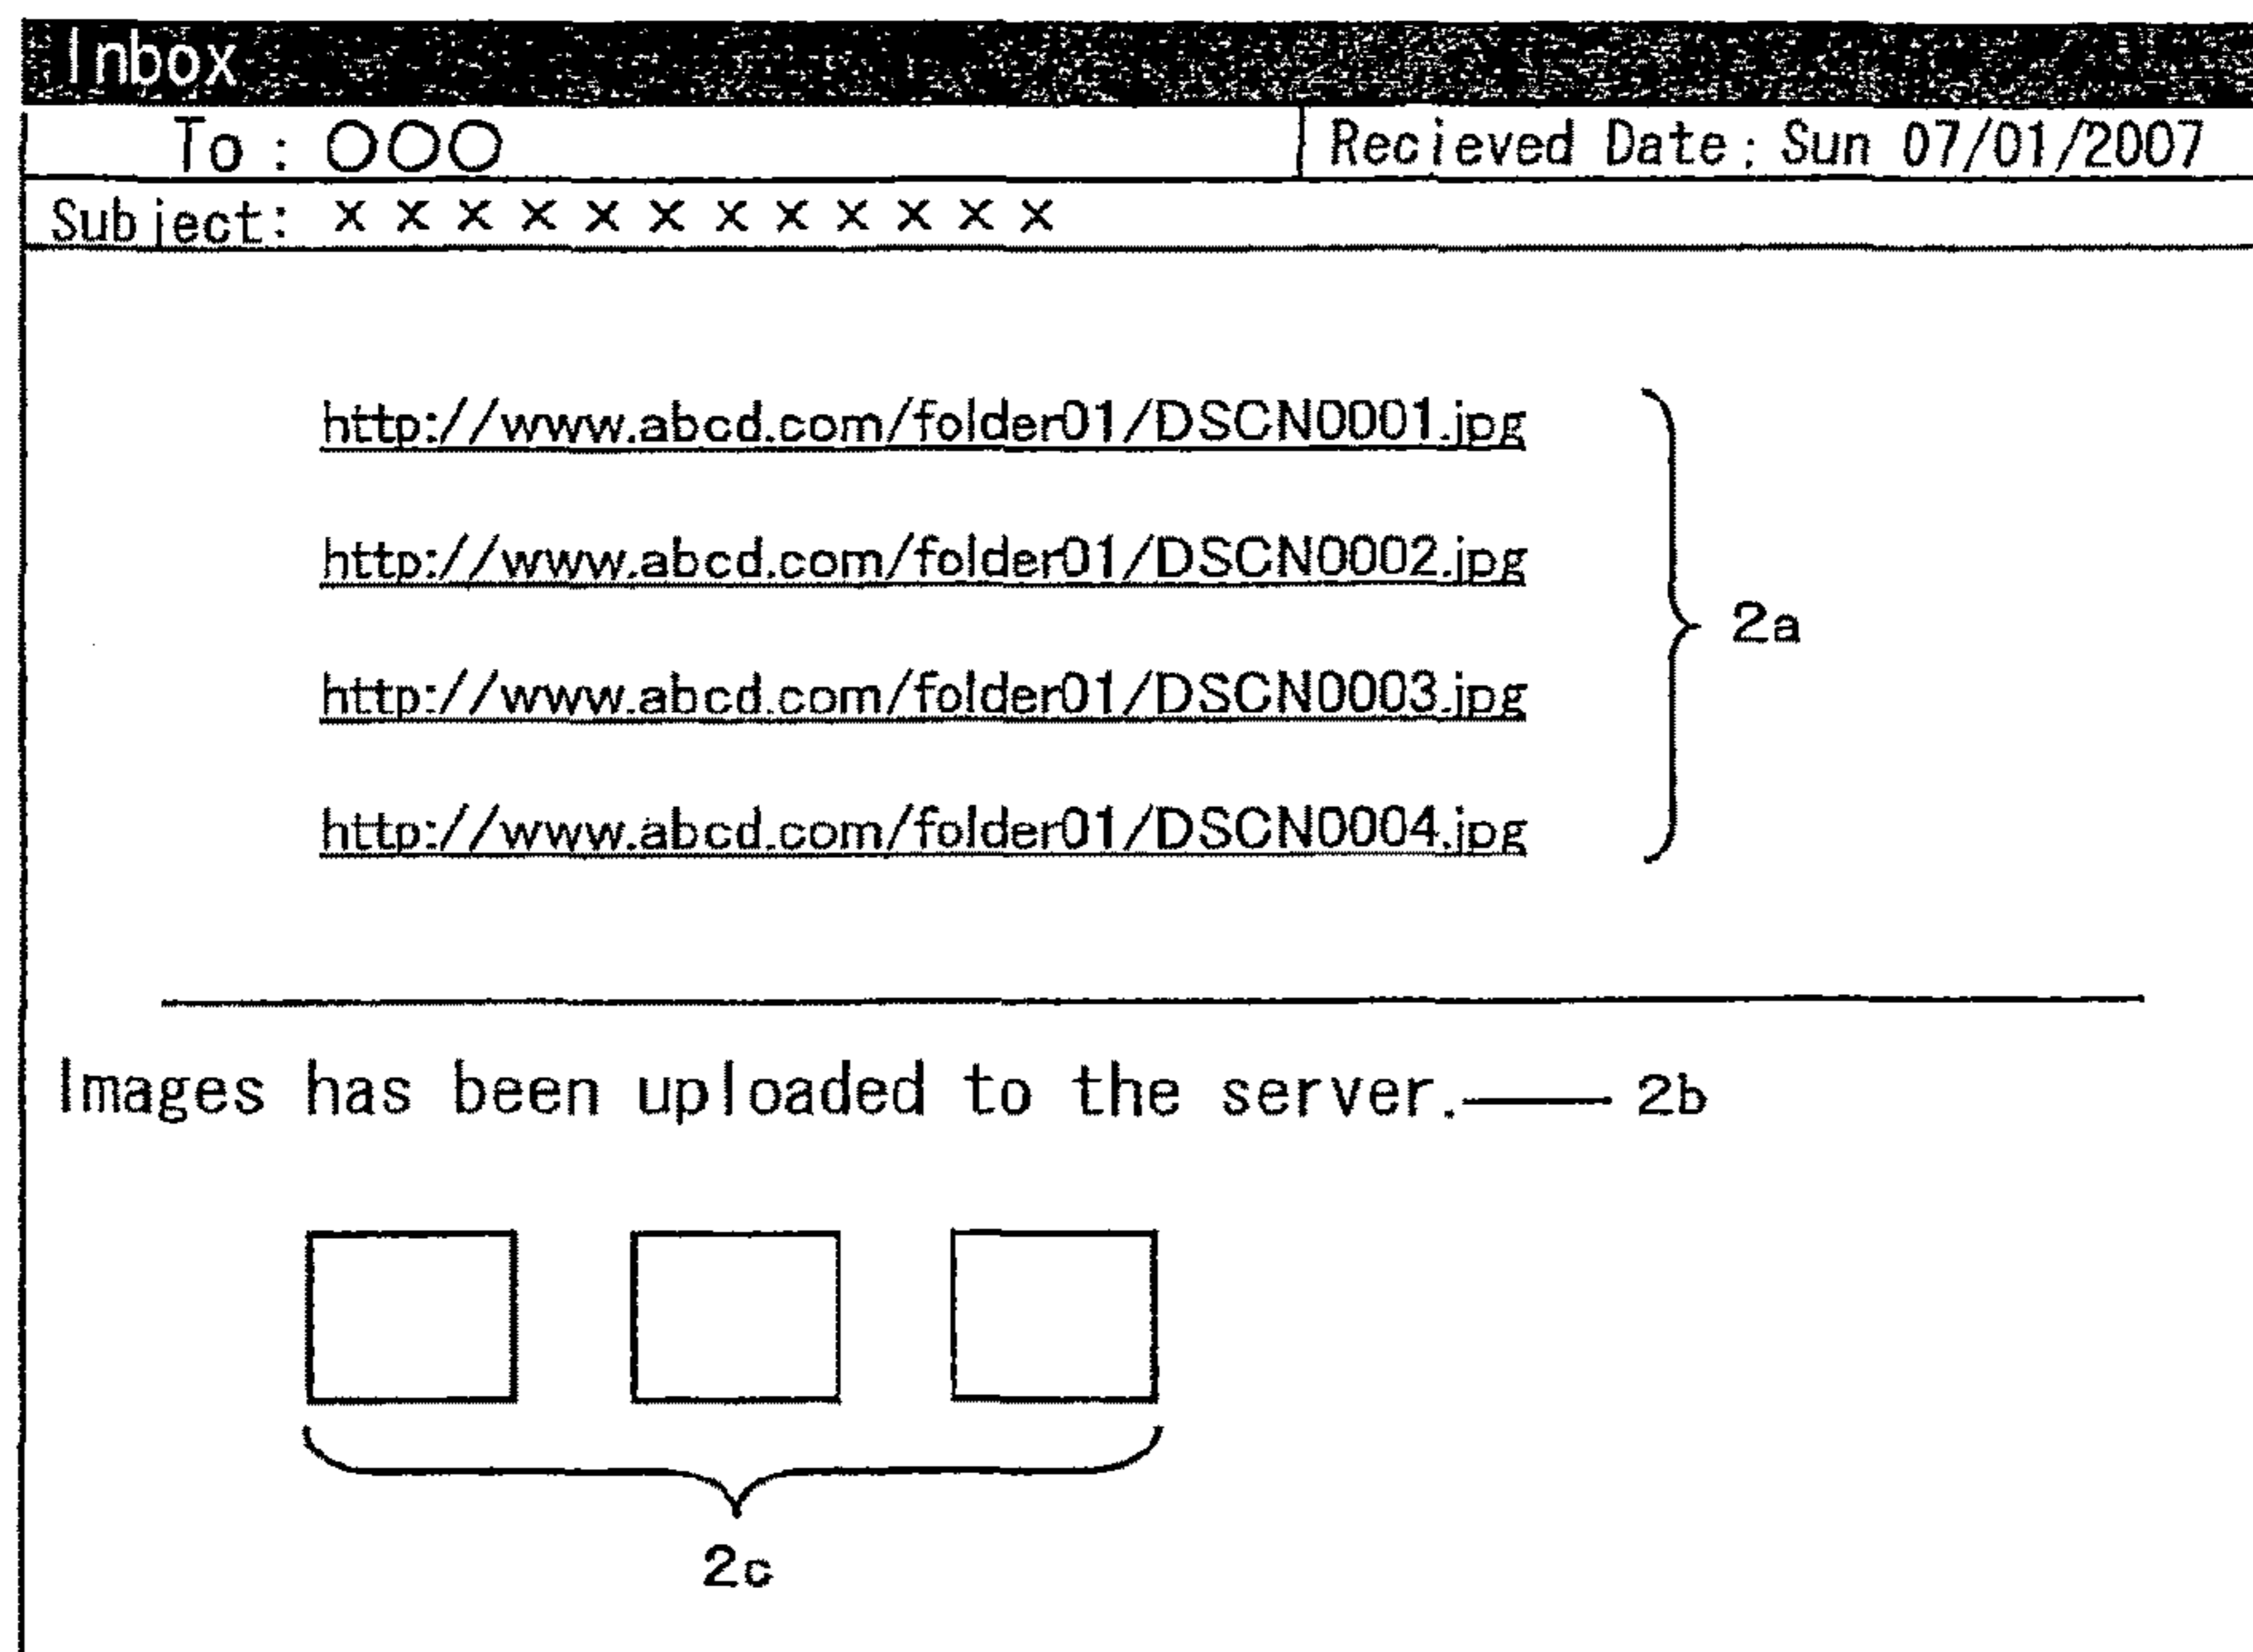 Inbox
To : ○○○ Recieved Date : Sun 07/01/2007
Subject: × × × × × × × × × × × ×
http://www.abcd.com/folder01/DSCN0001.jpg
http://www.abcd.com/folder01/DSCN0002.jpg
2a
http://www.abcd.com/folder01/DSCN0003.jpg
http://www.abcd.com/folder01/DSCN0004.jpg
Images has been uploaded to the server. 2b
2c